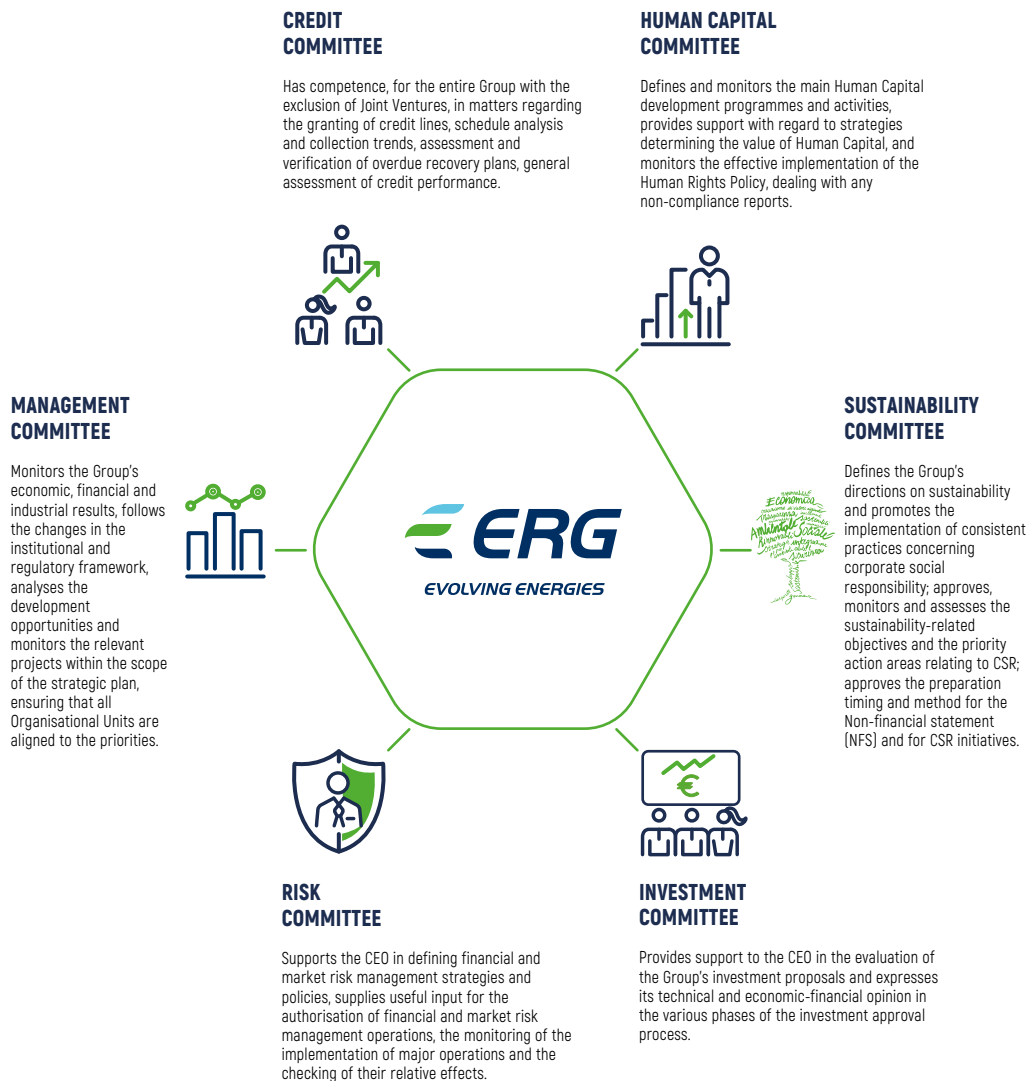 CREDIT
COMMITTEE
Has competence, for the entire Group with the
exclusion of Joint Ventures, in matters regarding
the granting of credit lines, schedule analysis
and collection trends, assessment and
verification of overdue recovery plans, general
assessment of credit performance.
HUMAN CAPITAL
COMMITTEE
Defines and monitors the main Human Capital
development programmes and activities,
provides support with regard to strategies
determining the value of Human Capital, and
monitors the effective implementation of the
Human Rights Policy, dealing with any
non-compliance reports.
MANAGEMENT
COMMITTEE
Monitors the Group's
economic, financial and
industrial results, follows
the changes in the
institutional and
regulatory framework,
analyses the
development
opportunities and
monitors the relevant
projects within the scope
of the strategic plan,
ensuring that all
Organisational Units are
aligned to the priorities.
ERG
EVOLVING ENERGIES
Economica
Ambientale
Sociale
SUSTAINABILITY
COMMITTEE
Defines the Group's
directions on sustainability
and promotes the
implementation of consistent
practices concerning
corporate social
responsibility; approves,
monitors and assesses the
sustainability-related
objectives and the priority
action areas relating to CSR;
approves the preparation
timing and method for the
Non-financial statement
(NFS) and for CSR initiatives.
€
RISK
COMMITTEE
Supports the CEO in defining financial and
market risk management strategies and
policies, supplies useful input for the
authorisation of financial and market risk
management operations, the monitoring of the
implementation of major operations and the
checking of their relative effects.
INVESTMENT
COMMITTEE
Provides support to the CEO in the evaluation of
the Group's investment proposals and expresses
its technical and economic-financial opinion in
the various phases of the investment approval
process.